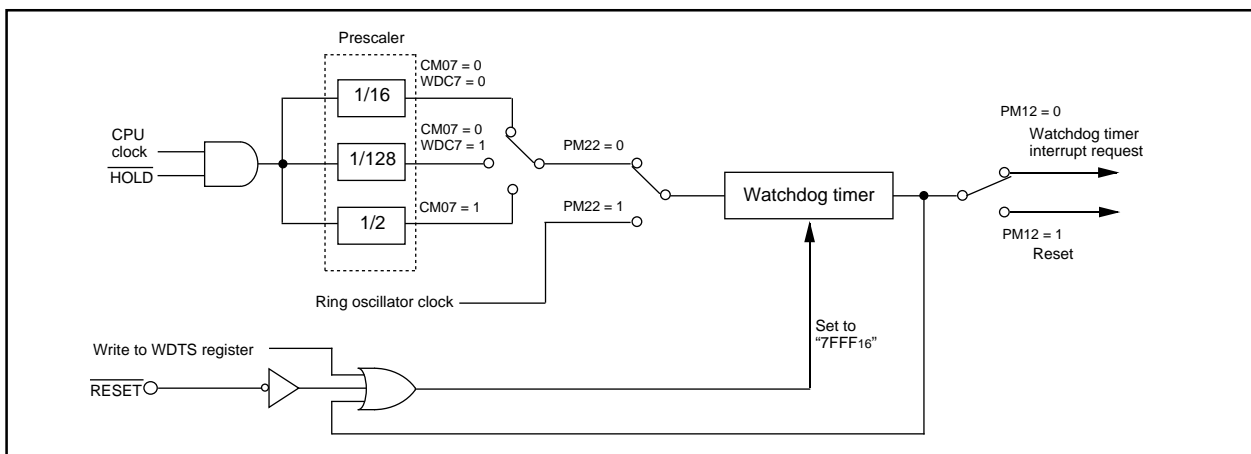 Prescaler
CM07 = 0
WDC7 = 0
1/16
PM12 = 0
Watchdog timer
interrupt request
CPU
clock
HOLD
CM07 = 0
WDC7 = 1
PM22 = 0
1/128
Watchdog timer
1/2
CM07 = 1
PM22 = 1
PM12 = 1
Reset
Ring oscillator clock
Set to
“7FFF16”
Write to WDTS register
RESET